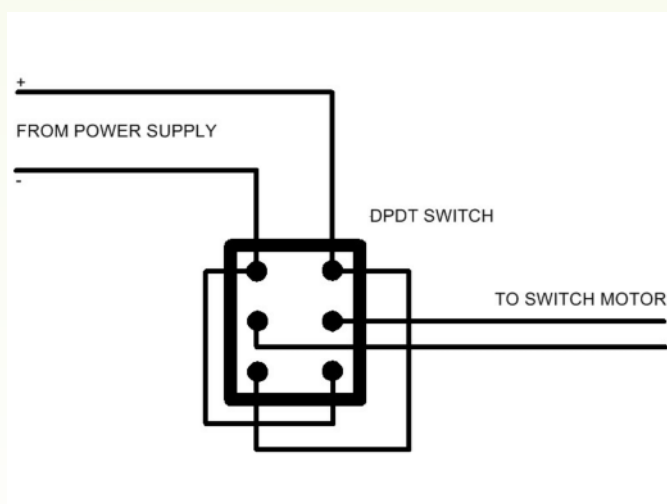 +
FROM POWER SUPPLY
-
DPDT SWITCH
TO SWITCH MOTOR